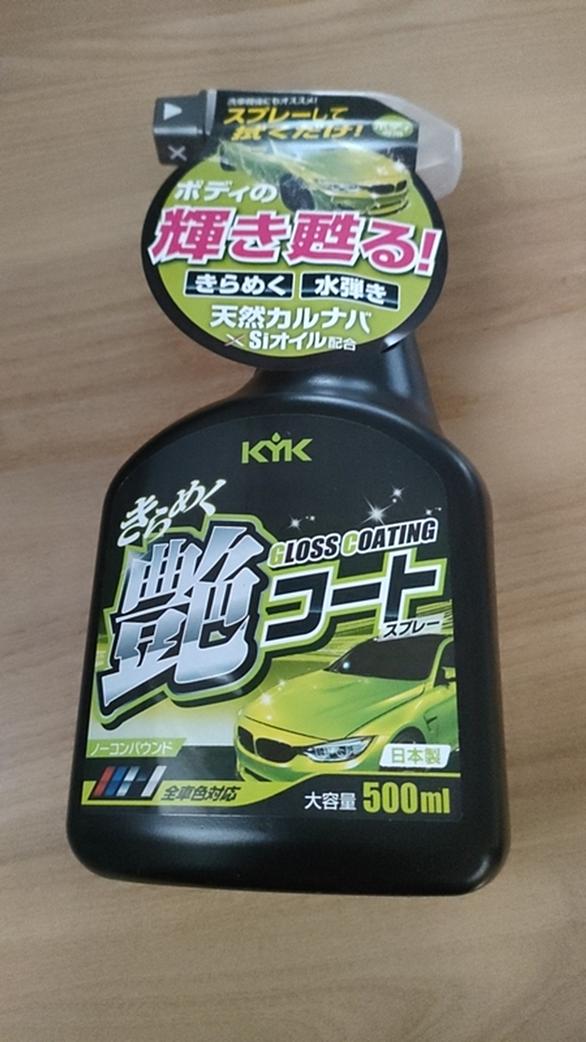 洗車機後にもオススメ!
スプレーして
拭くだけ!
ボディの
輝き甦る!
きらめく 水弾き
天然カルナバ
×Siオイル配合
KYK
きらめく
GLOSS COATING
艶コート
スプレー
ノーコンパウンド
日本製
全車色対応
大容量 500ml